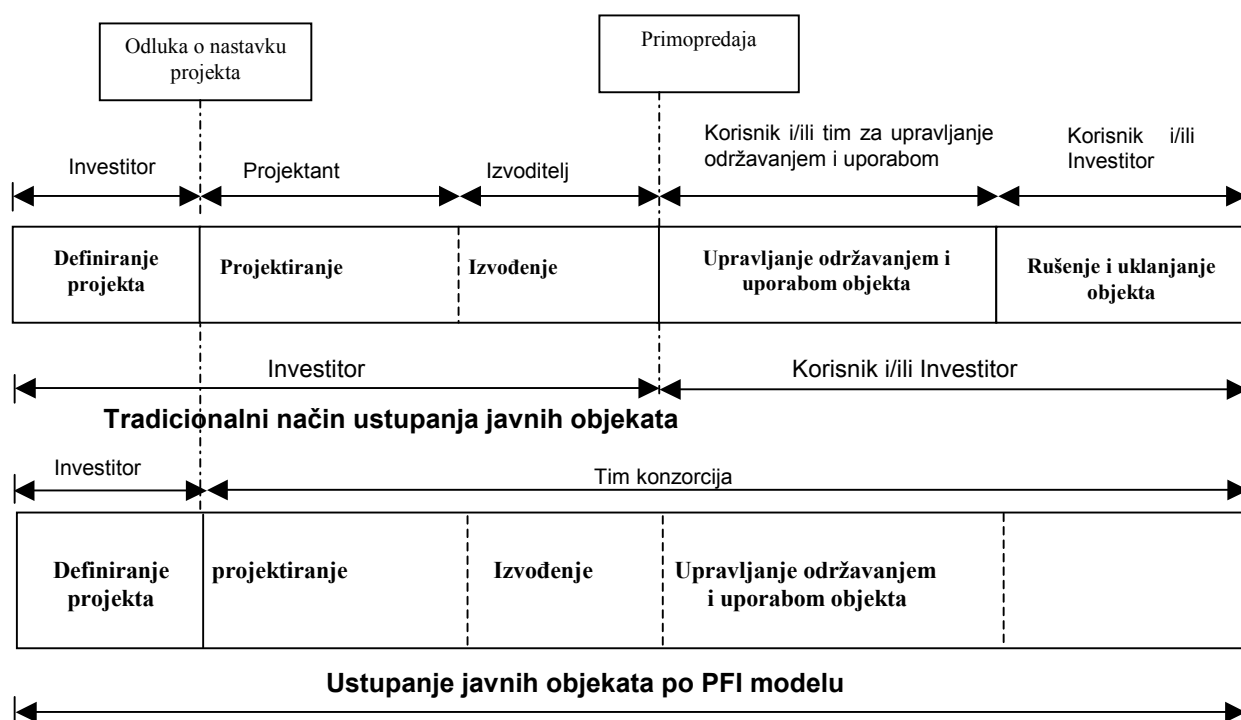 Odluka o nastavku
projekta
Primopredaja
Investitor
Projektant
Izvoditelj
Korisnik i/ili tim za upravljanje
održavanjem i uporabom
Korisnik i/ili
Investitor
Definiranje
projekta
Projektiranje
Izvođenje
Upravljanje održavanjem i
uporabom objekta
Rušenje i uklanjanje
objekta
Investitor
Korisnik i/ili Investitor
Tradicionalni način ustupanja javnih objekata
Investitor
Tim konzorcija
Definiranje
projekta
projektiranje
Izvođenje
Upravljanje održavanjem
i uporabom objekta
Ustupanje javnih objekata po PFI modelu